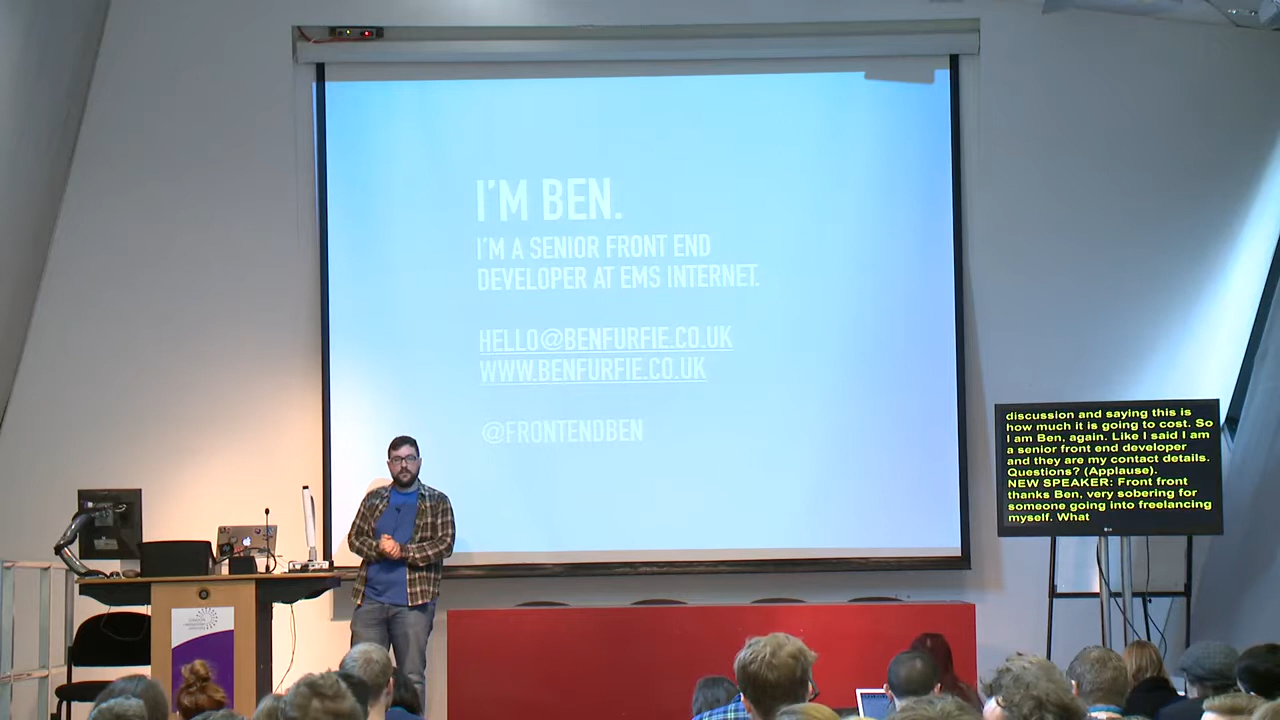 I'M BEN.
I'M A SENIOR FRONT END
DEVELOPER AT EMS INTERNET.
HELLO@BENFURFIE.CO.UK
WWW.BENFURFIE.CO.UK
@FRONTENDBEN
discussion and saying this is
how much it is going to cost. So
I am Ben, again. Like I said I am
a senior front end developer
and they are my contact details.
Questions? (Applause).
NEW SPEAKER: Front front
thanks Ben, very sobering for
someone going into freelancing
myself. What